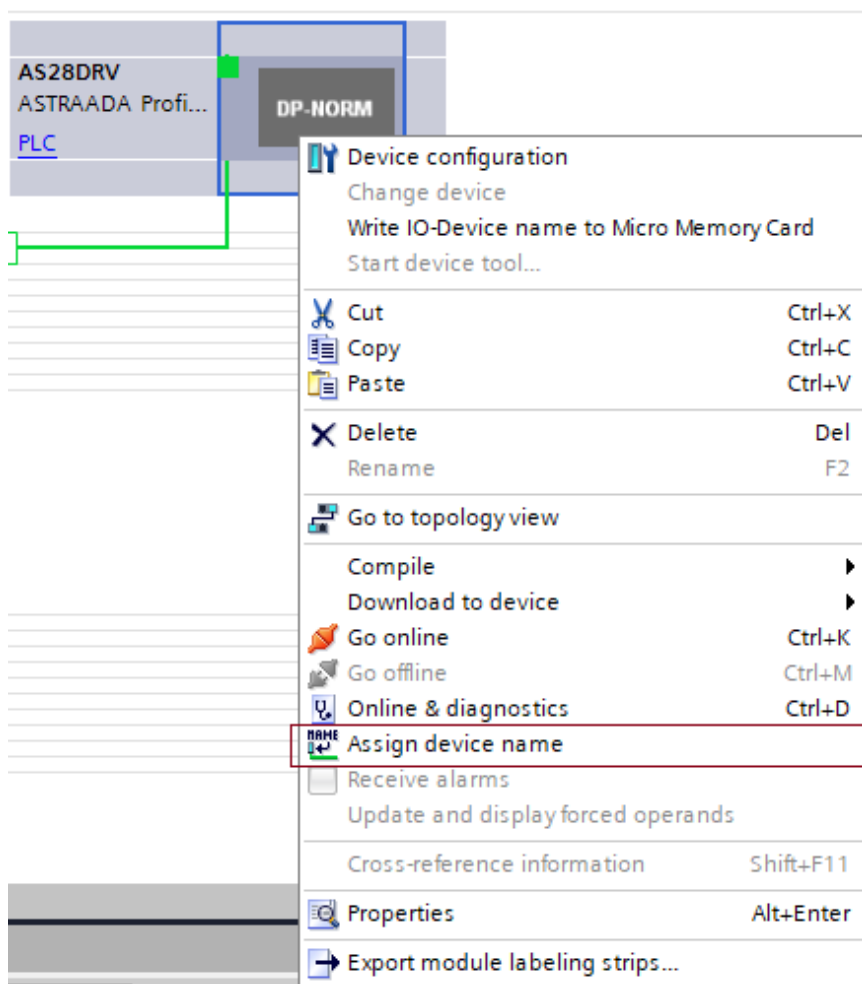 AS28DRV
ASTRAADA Profi...
PLC
DP-NORM
Device configuration
Change device
Write IO-Device name to Micro Memory Card
Start device tool...
Cut Ctrl+X
Copy Ctrl+C
Paste Ctrl+V
Delete Del
Rename F2
Go to topology view
Compile
Download to device
Go online Ctrl+K
Go offline Ctrl+M
Online & diagnostics Ctrl+D
NAME
Assign device name
Receive alarms
Update and display forced operands
Cross-reference information Shift+F11
Properties Alt+Enter
Export module labeling strips...